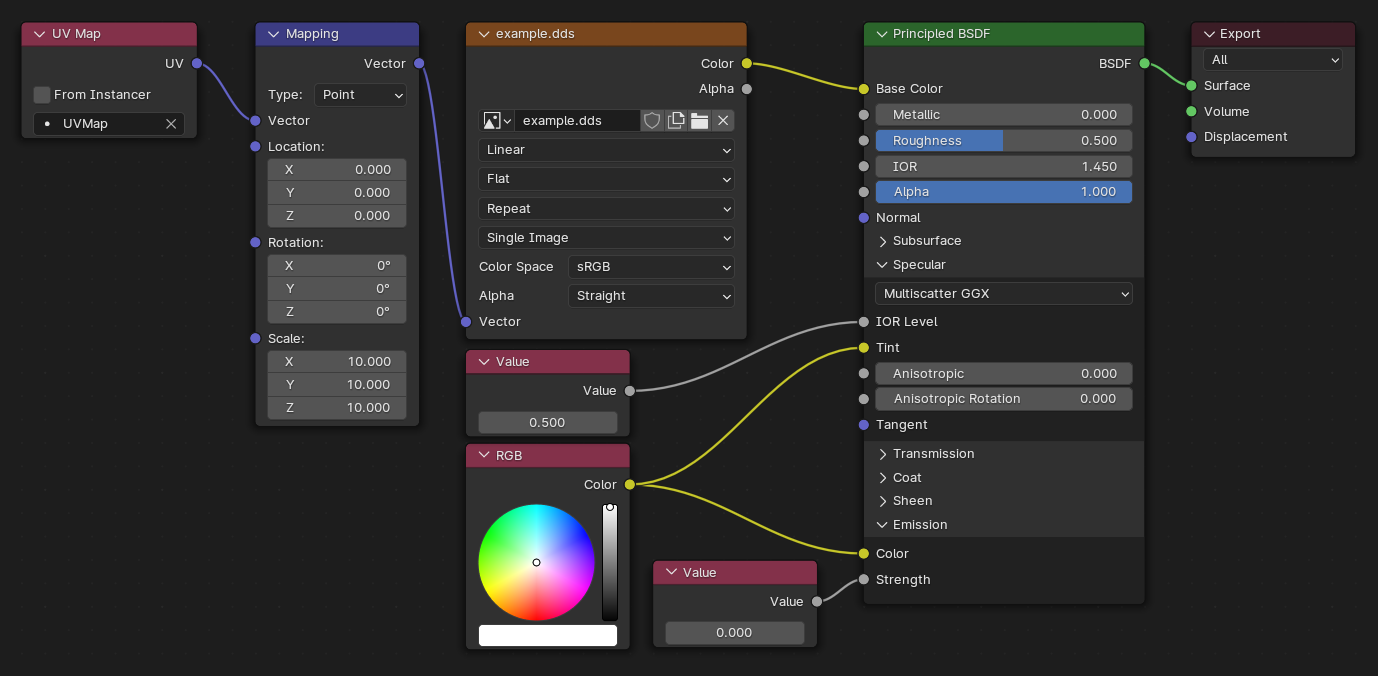 UV Map
UV
From Instancer
UVMap
Mapping
Vector
Type: Point
Vector
Location:
X 0.000
Y 0.000
Z 0.000
Rotation:
X 0°
Y 0°
Z 0°
Scale:
X 10.000
Y 10.000
Z 10.000
example.dds
Color
Alpha
example.dds
Linear
Flat
Repeat
Single Image
Color Space sRGB
Alpha Straight
Vector
Value
Value
0.500
RGB
Color
Value
Value
0.000
Principled BSDF
BSDF
Base Color
Metallic 0.000
Roughness 0.500
IOR 1.450
Alpha 1.000
Normal
Subsurface
Specular
Multiscatter GGX
IOR Level
Tint
Anisotropic 0.000
Anisotropic Rotation 0.000
Tangent
Transmission
Coat
Sheen
Emission
Color
Strength
Export
All
Surface
Volume
Displacement